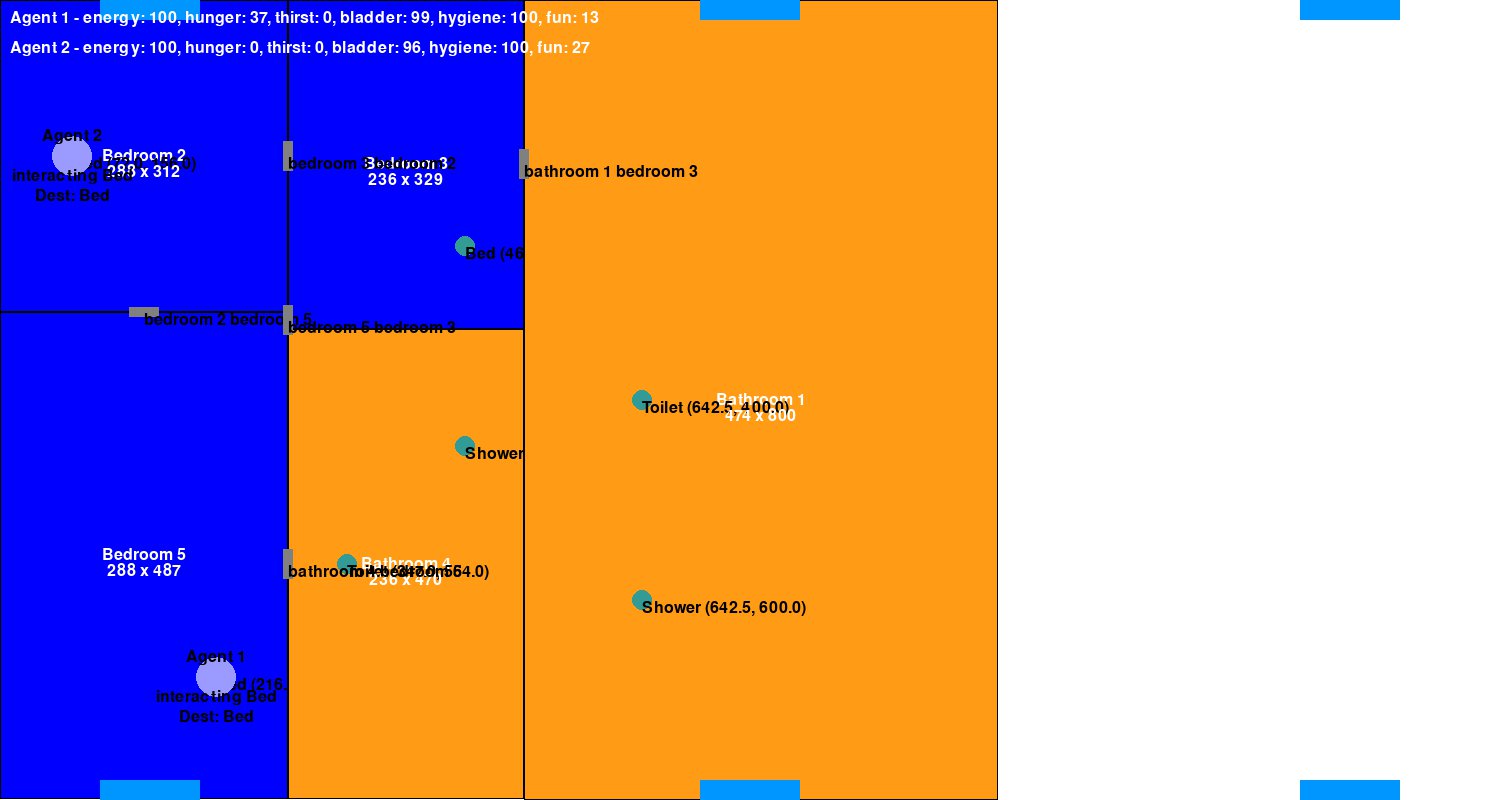 Agent 1 - energy: 100, hunger: 37, thirst: 0, bladder: 99, hygiene: 100, fun: 13
Agent 2 - energy: 100, hunger: 0, thirst: 0, bladder: 96, hygiene: 100, fun: 27
Agent 2
Bedroom 2
288 x 312
interacting Bed
Dest: Bed
bedroom 3 bedroom 2
Bedroom 3
236 x 329
bathroom 1 bedroom 3
Bed (46
bedroom 2 bedroom 5
bedroom 5 bedroom 3
Toilet (642.5, 400.0)
Bathroom 1
474 x 800
Shower
Bedroom 5
288 x 487
Bathroom 4
236 x 470
Shower (642.5, 600.0)
Agent 1
interacting Bed
Dest: Bed